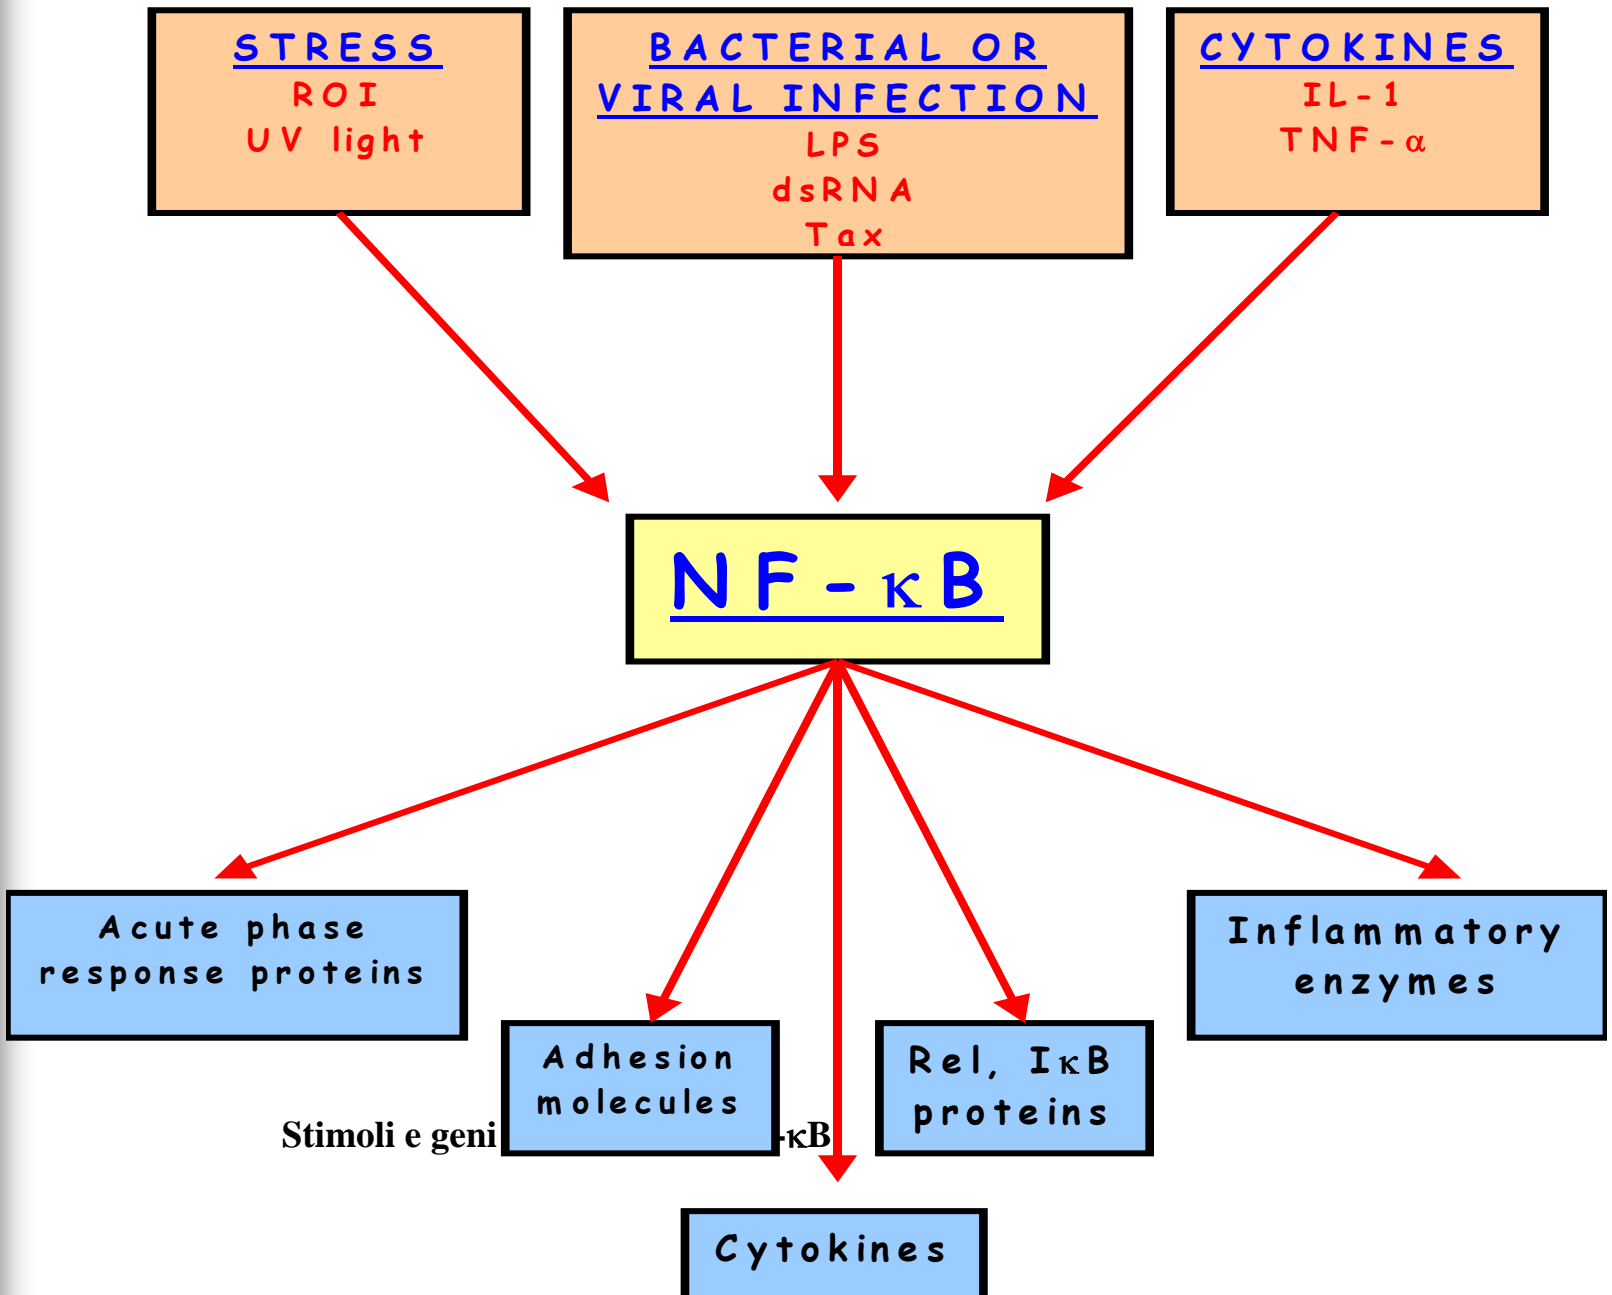 STRESS
ROI
UV light
BACTERIAL OR
VIRAL INFECTION
LPS
dsRNA
Tax
CYTOKINES
IL-1
TNF-α
NF-κB
Acute phase
response proteins
Adhesion
molecules
Rel, IκB
proteins
Inflammatory
enzymes
Stimoli e geni -κB
Cytokines